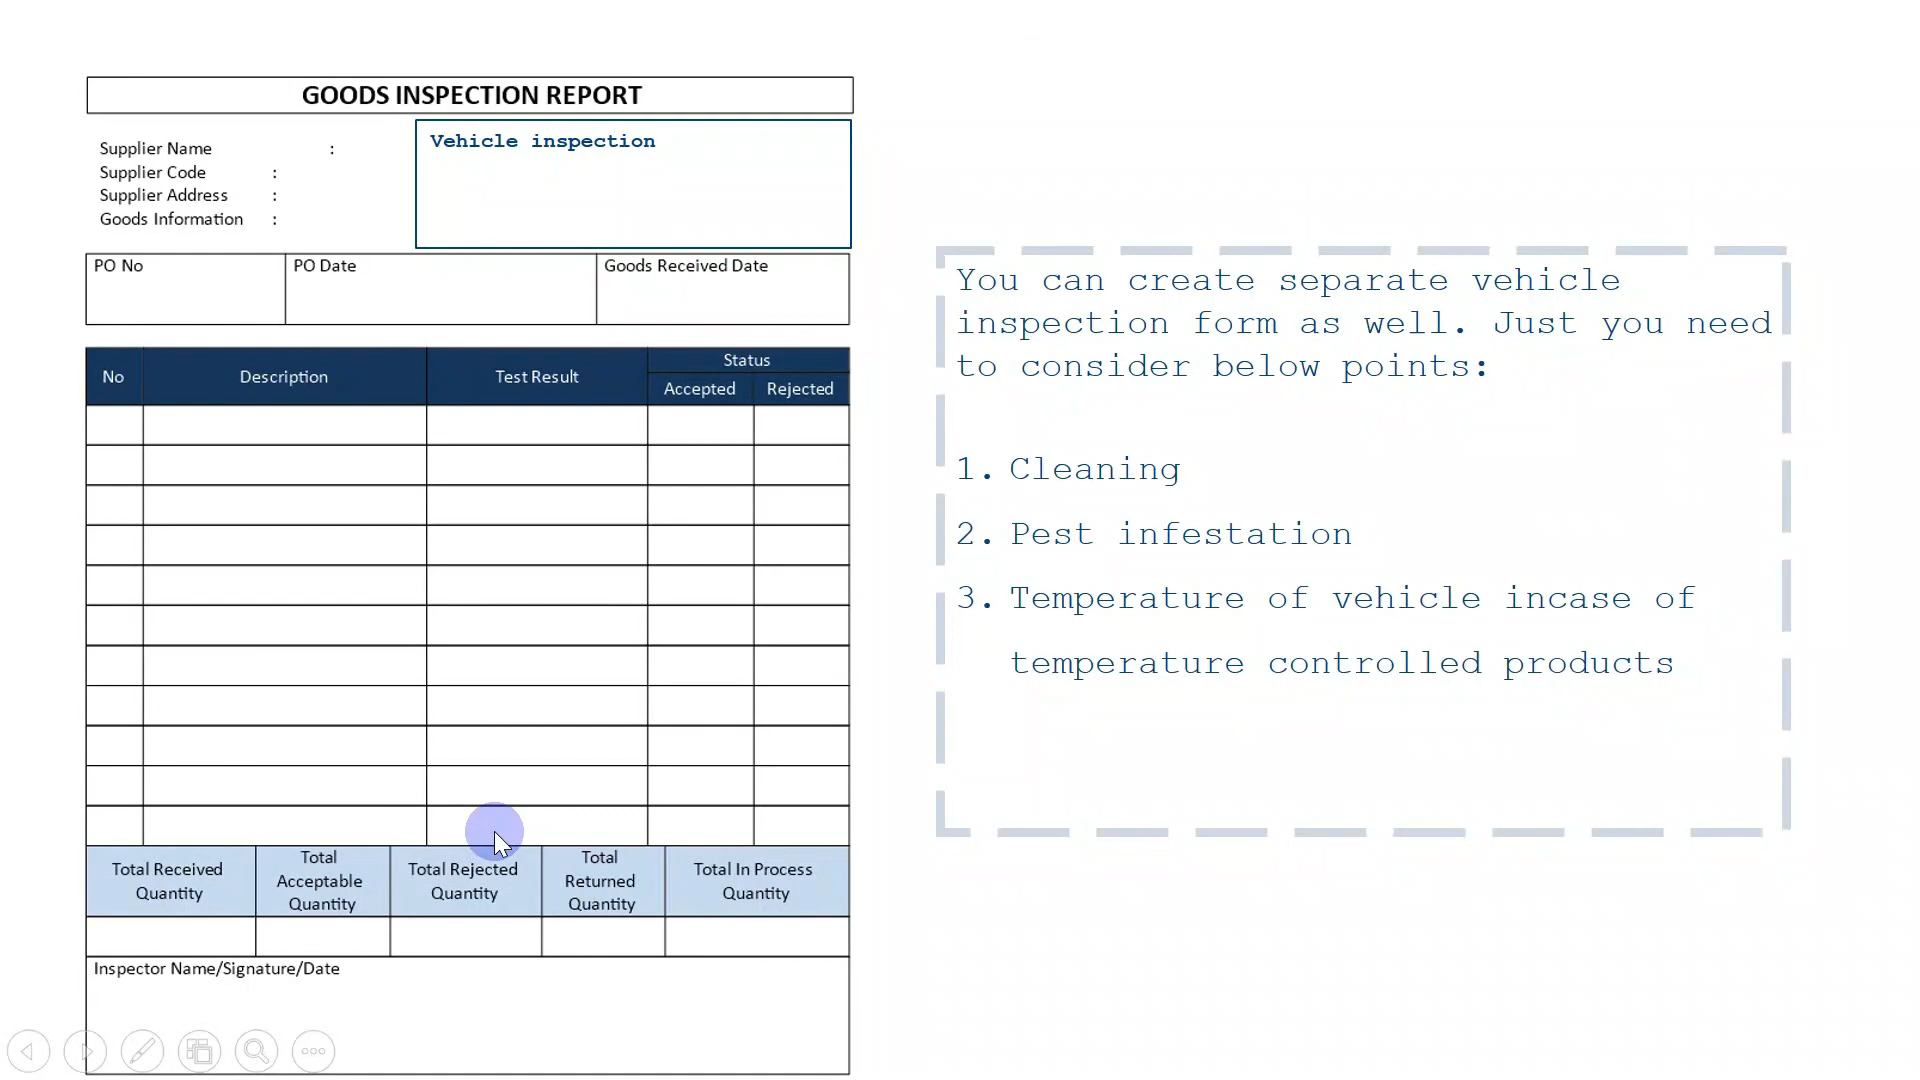 GOODS INSPECTION REPORT
Supplier Name :
Supplier Code :
Supplier Address :
Goods Information :
Vehicle inspection
PO No
PO Date
Goods Received Date
No
Description
Test Result
Status
Accepted
Rejected
Total Received
Quantity
Total
Acceptable
Quantity
Total Rejected
Quantity
Total
Returned
Quantity
Total In Process
Quantity
Inspector Name/Signature/Date
You can create separate vehicle
inspection form as well. Just you need
to consider below points:
1. Cleaning
2. Pest infestation
3. Temperature of vehicle incase of
temperature controlled products